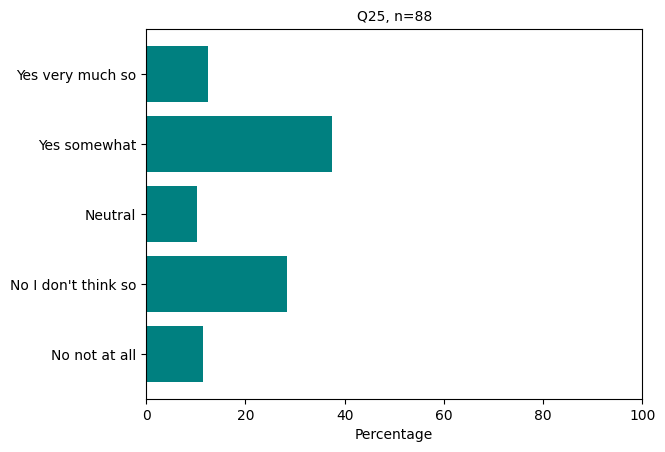 Q25, n=88
Yes very much so
Yes somewhat
Neutral
No I don't think so
No not at all
0 20 40 60 80 100
Percentage